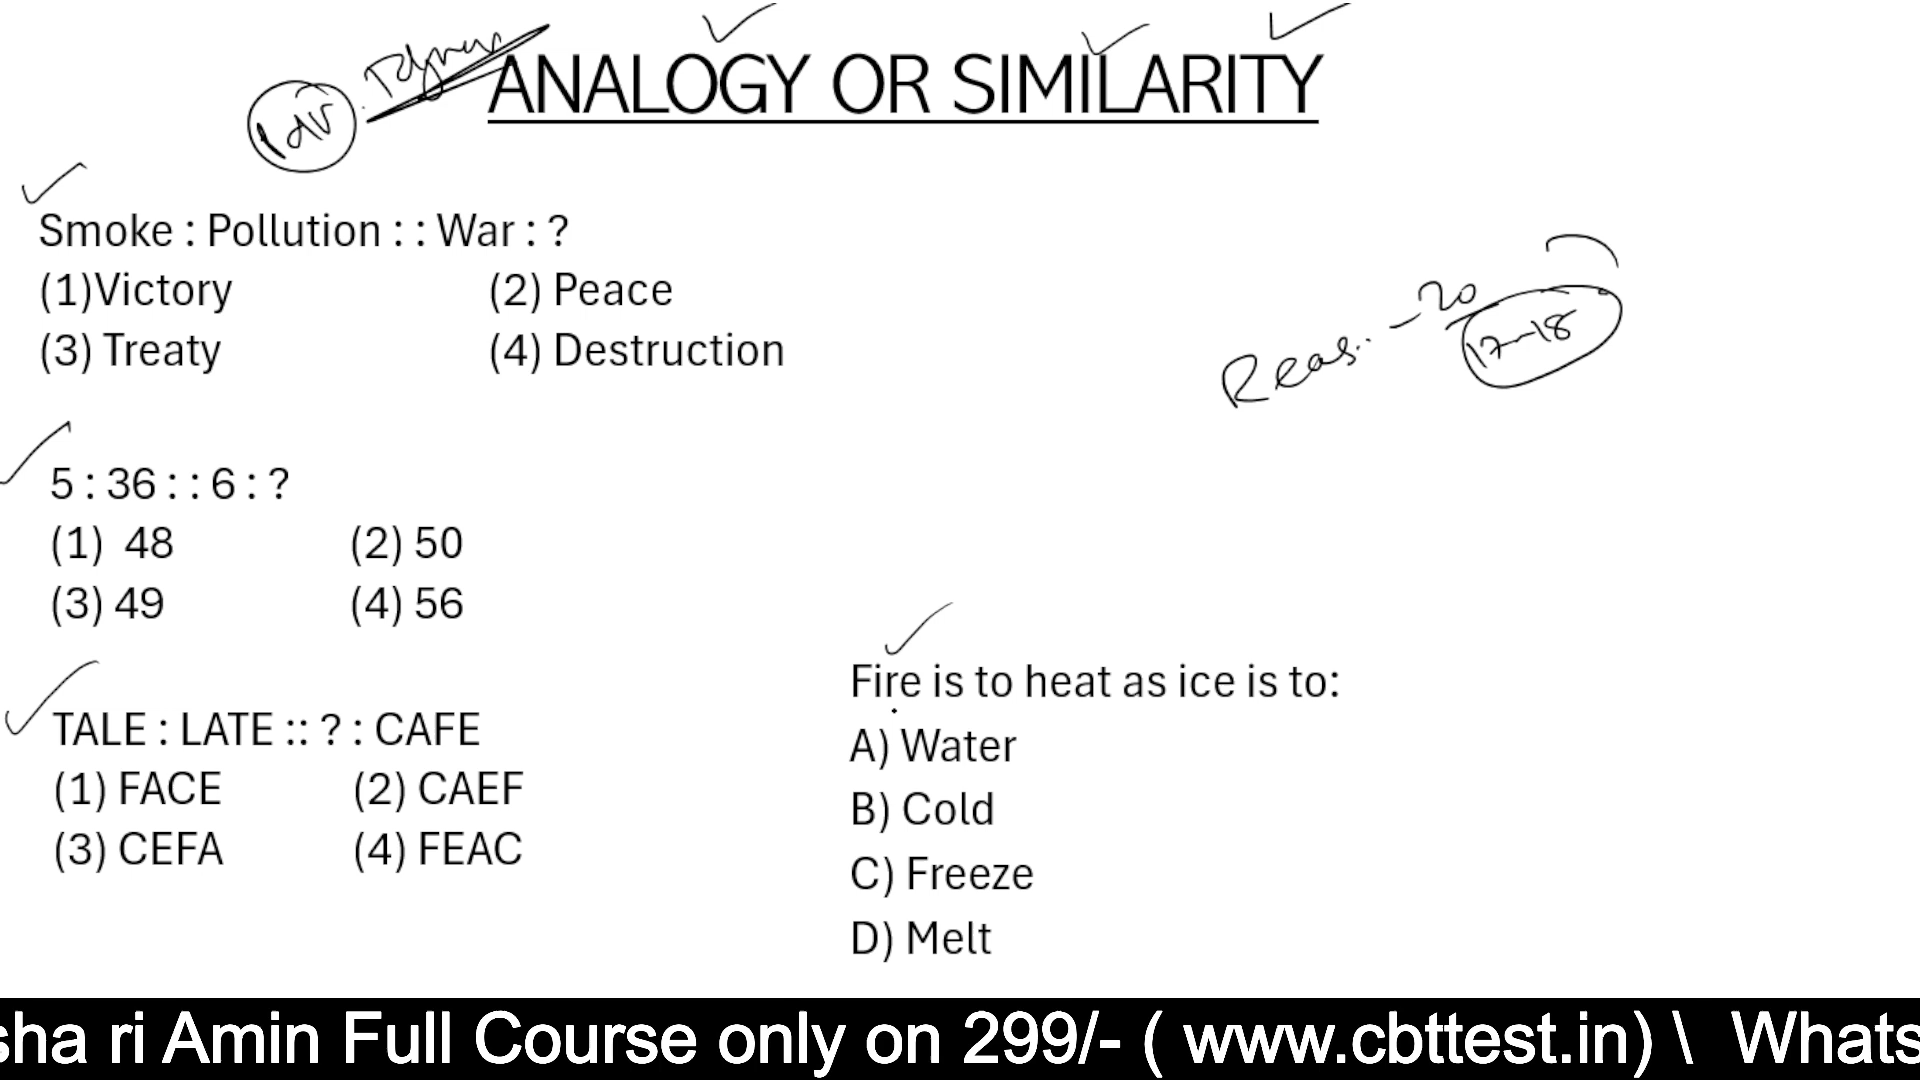 ANALOGY OR SIMILARITY
Smoke : Pollution : : War : ?
(1)Victory (2) Peace
(3) Treaty (4) Destruction
Reas.. - 20
17-18
5 : 36 : : 6 : ?
(1) 48 (2) 50
(3) 49 (4) 56
TALE : LATE :: ? : CAFE
(1) FACE (2) CAEF
(3) CEFA (4) FEAC
Fire is to heat as ice is to:
A) Water
B) Cold
C) Freeze
D) Melt
sha ri Amin Full Course only on 299/- ( www.cbttest.in) \ Whats